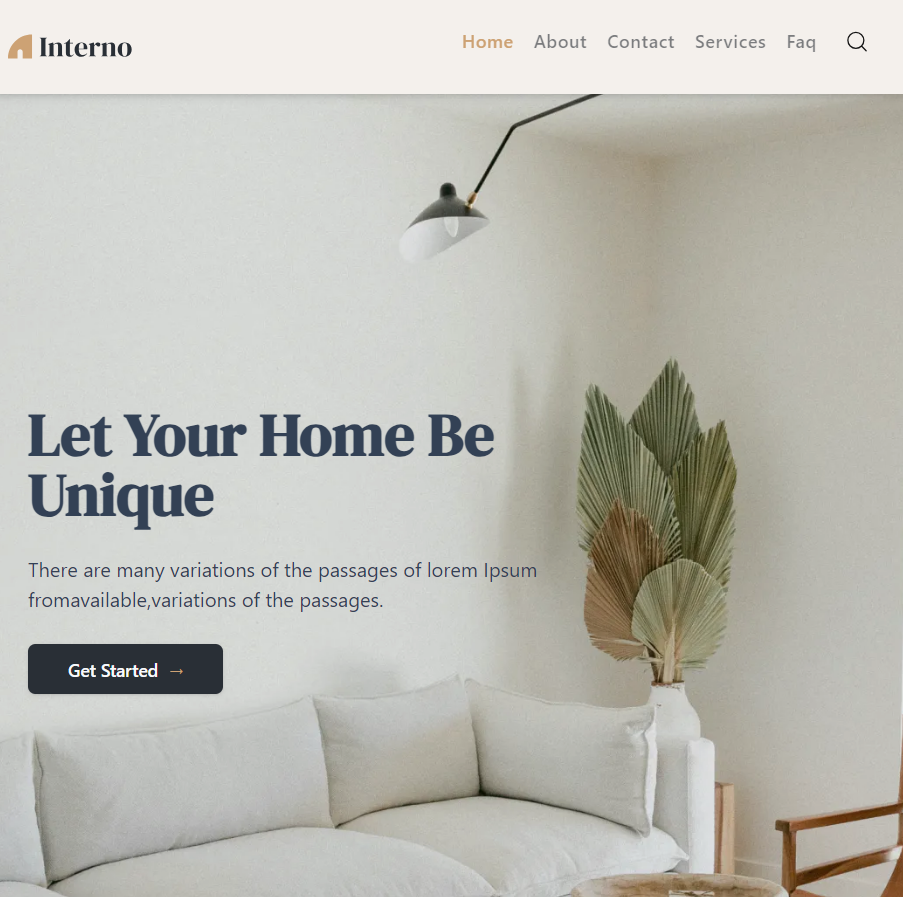 Interno
Home About Contact Services Faq
Let Your Home Be
Unique
There are many variations of the passages of lorem Ipsum
fromavailable,variations of the passages.
Get Started →